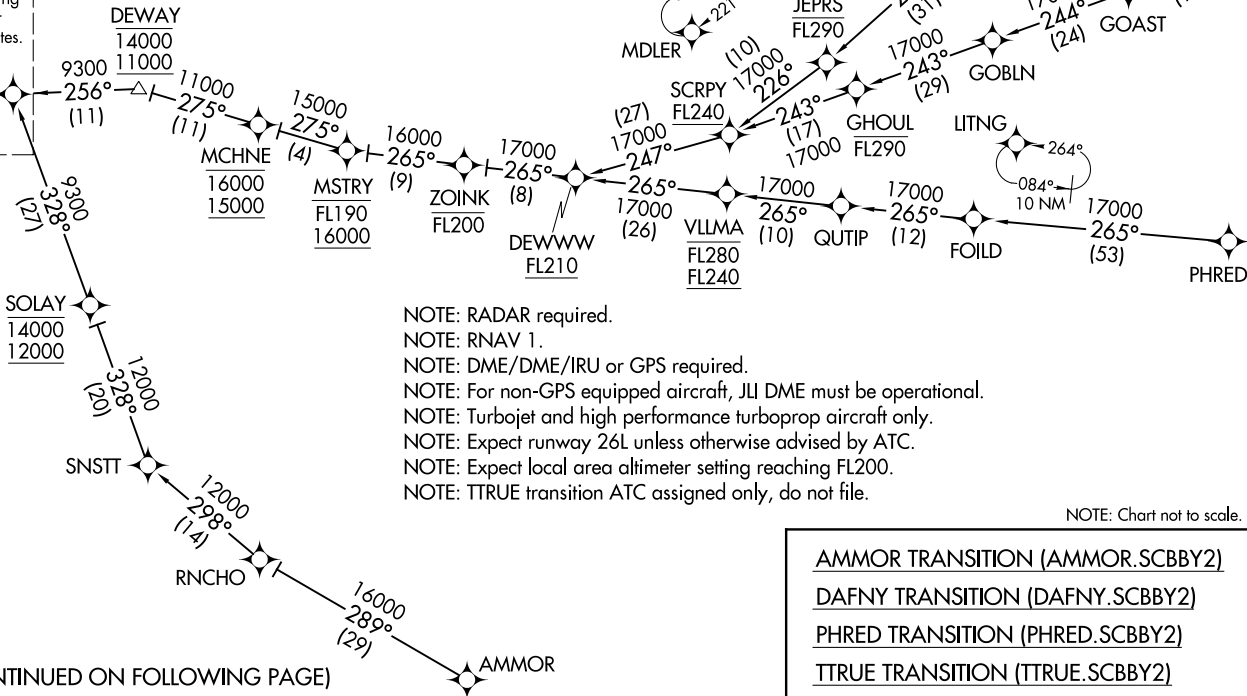 ing
tes.
DEWAY
14000
11000
9300
256°
(11)
11000
275°
(11)
15000
275°
(4)
MCHNE
16000
15000
16000
265°
(9)
MSTRY
FL190
16000
17000
265°
(8)
ZOINK
FL200
DEWWW
FL210
(27)
17000
247°
265°
17000
(26)
MDLER
221
JEPRS
FL290
(31)
(10)
17000
226°
SCRPY
FL240
243°
(17)
17000
GHOUL
FL290
17000
243°
(29)
GOBLN
244°
(24)
GOAST
LITNG
264°
084°
10 NM
VLLMA
FL280
FL240
17000
265°
(10)
QUTIP
17000
265°
(12)
FOILD
17000
265°
(53)
PHRED
9300
328°
(27)
SOLAY
14000
12000
12000
328°
(20)
SNSTT
12000
298°
(14)
RNCHO
16000
289°
(29)
AMMOR
NOTE: RADAR required.
NOTE: RNAV 1.
NOTE: DME/DME/IRU or GPS required.
NOTE: For non-GPS equipped aircraft, JLI DME must be operational.
NOTE: Turbojet and high performance turboprop aircraft only.
NOTE: Expect runway 26L unless otherwise advised by ATC.
NOTE: Expect local area altimeter setting reaching FL200.
NOTE: TTRUE transition ATC assigned only, do not file.
NOTE: Chart not to scale.
AMMOR TRANSITION (AMMOR.SCBBY2)
DAFNY TRANSITION (DAFNY.SCBBY2)
PHRED TRANSITION (PHRED.SCBBY2)
TTRUE TRANSITION (TTRUE.SCBBY2)
NTINUED ON FOLLOWING PAGE)